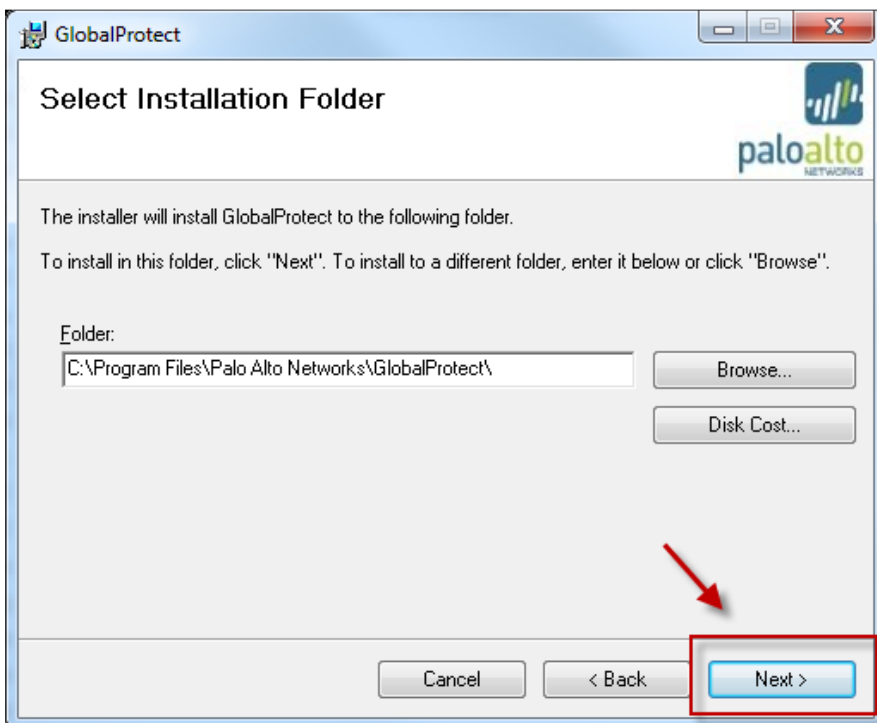 GlobalProtect
Select Installation Folder
paloalto
NETWORKS
The installer will install GlobalProtect to the following folder.
To install in this folder, click "Next". To install to a different folder, enter it below or click "Browse".
Folder:
C:\Program Files\Palo Alto Networks\GlobalProtect\
Browse...
Disk Cost...
Cancel
< Back
Next >